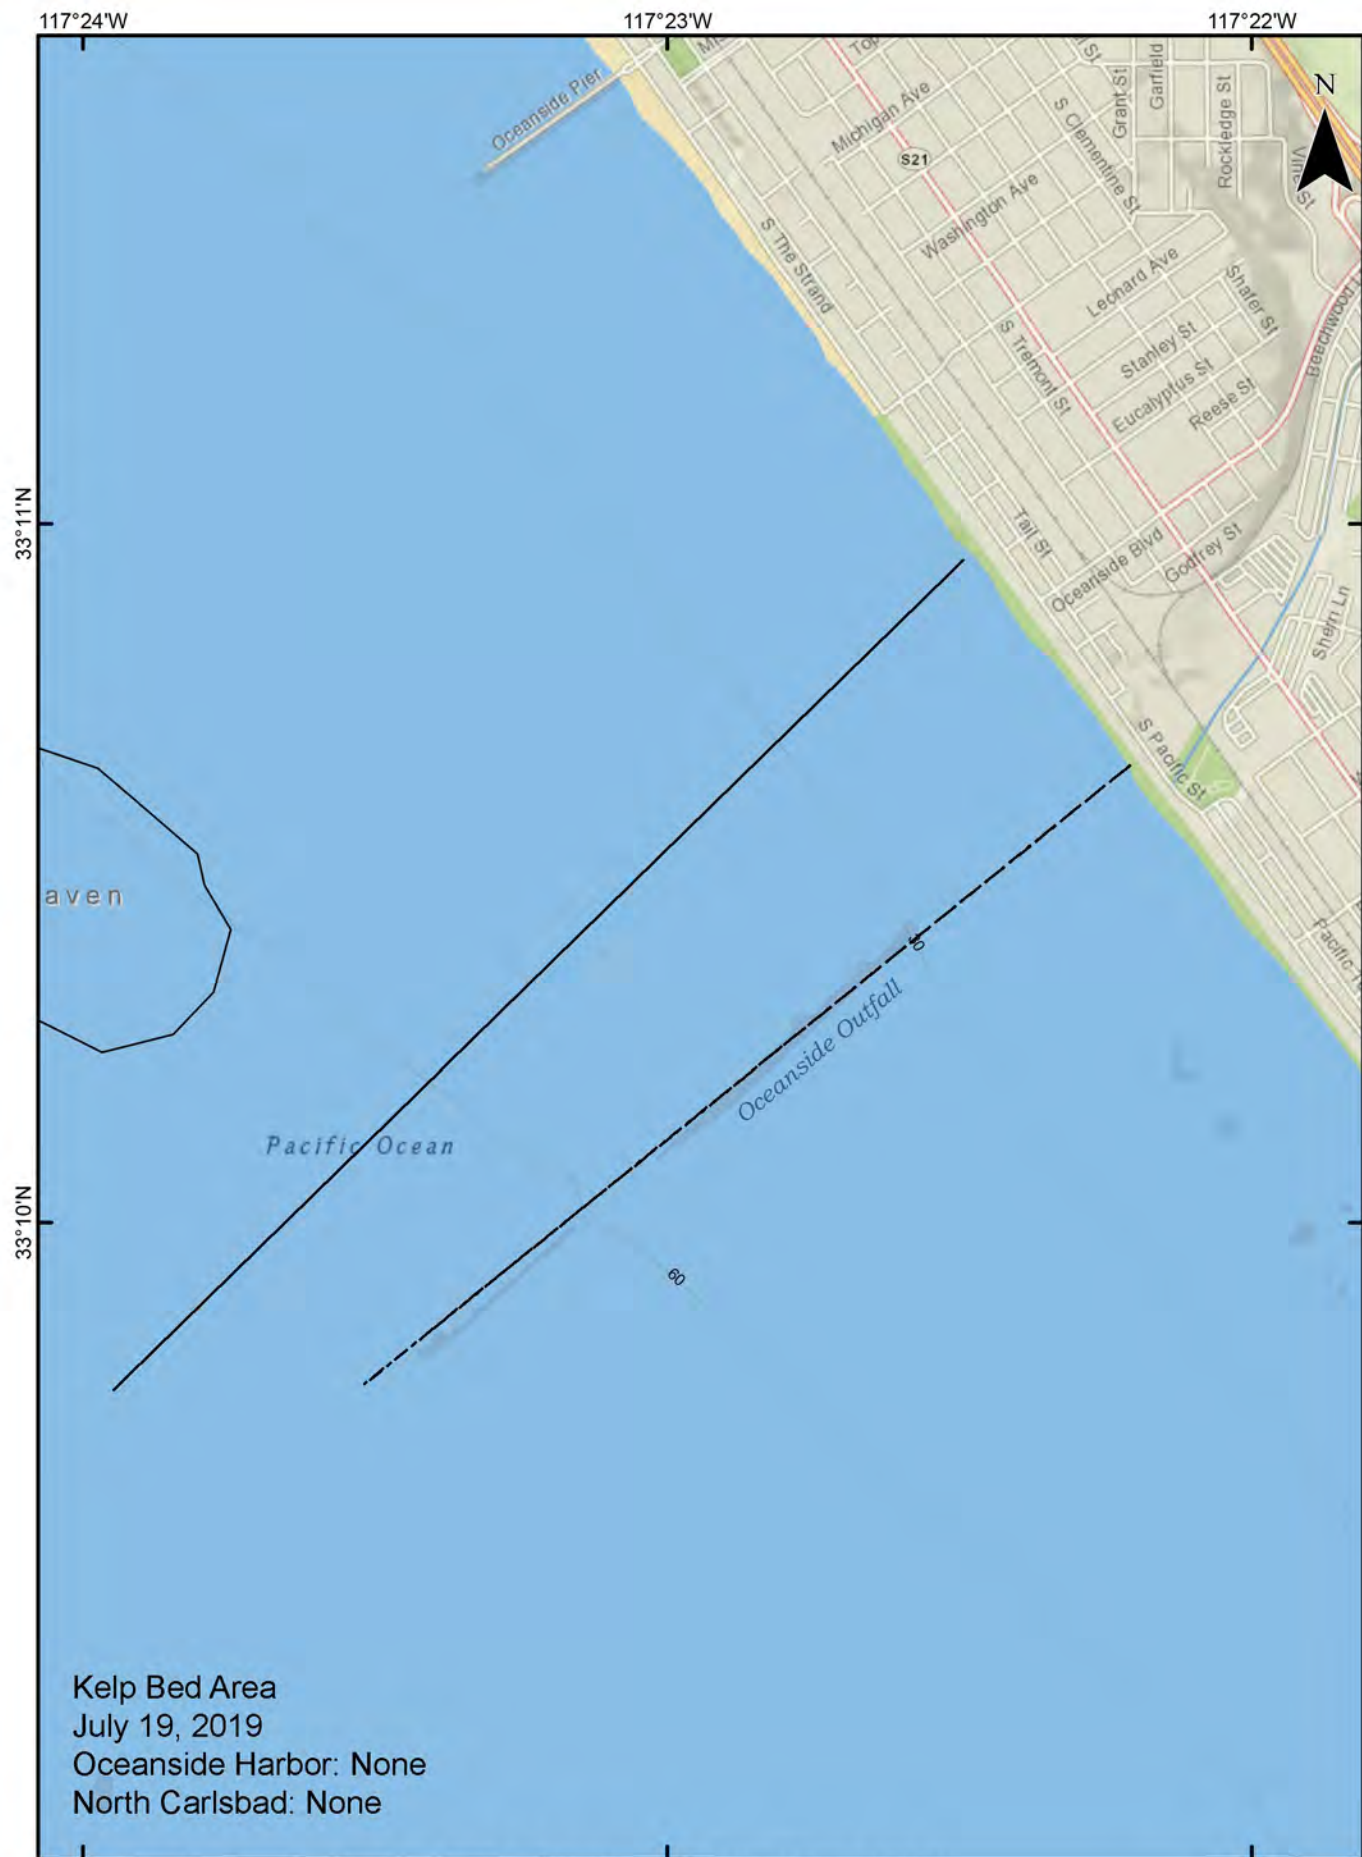 117°24'W
117°23'W
117°22'W
Oceanside Pier
Michigan Ave
S21
Washington Ave
S Clementine St
Grant St
Garfield
Rockledge St
N
S The Strand
Leonard Ave
Shafer St
Stanley St
Eucalyptus St
Reese St
S Tremont St
Beechwood
33°11'N
Tait St
Oceanside Blvd
Godfrey St
Sherri Ln
S Pacific St
aven
Oceanside Outfall
Pacific Ocean
33°10'N
60
Kelp Bed Area
July 19, 2019
Oceanside Harbor: None
North Carlsbad: None